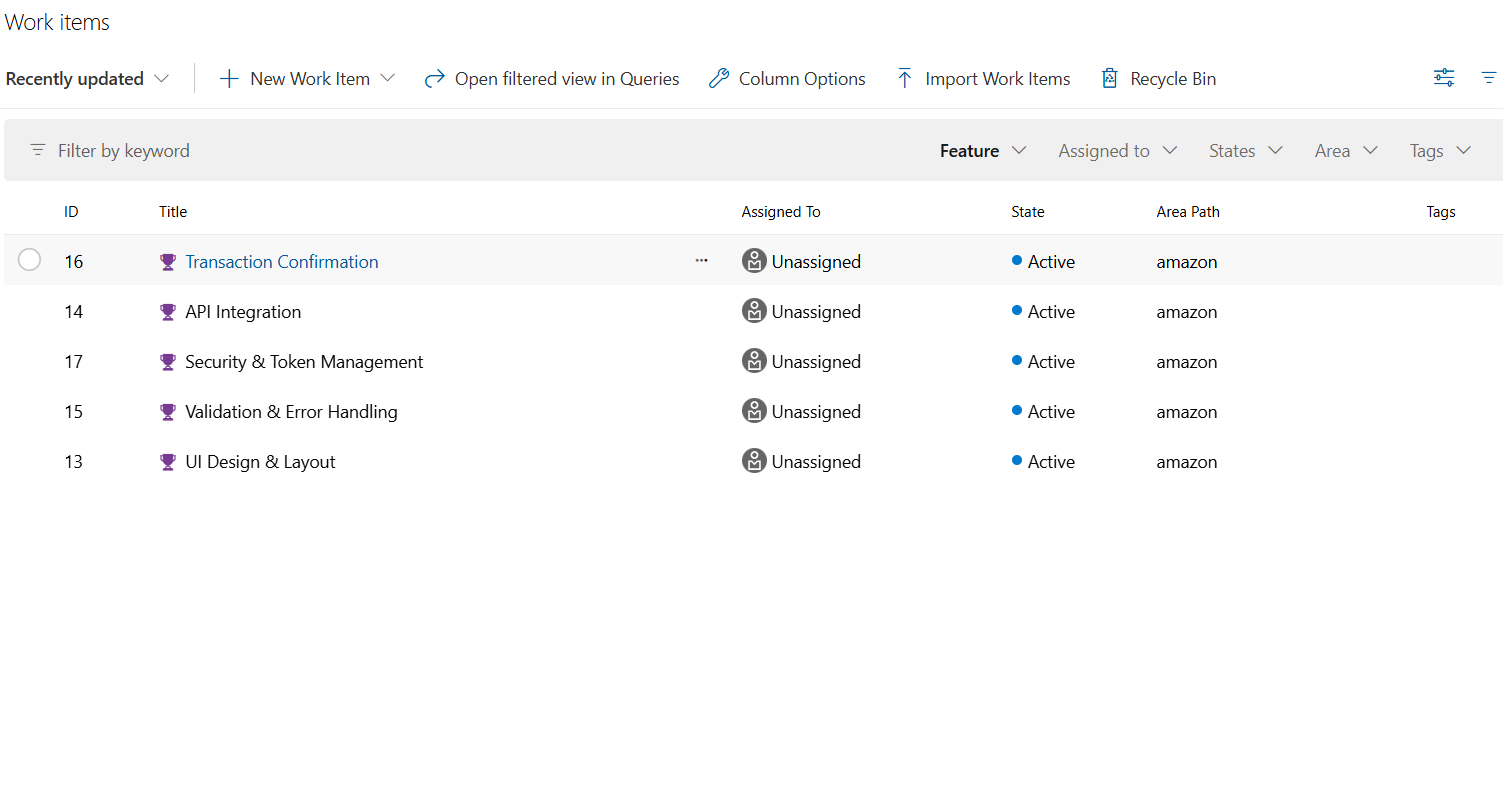 Work items
Recently updated New Work Item Open filtered view in Queries Column Options Import Work Items Recycle Bin
Filter by keyword Feature Assigned to States Area Tags
ID Title Assigned To State Area Path Tags
16 Transaction Confirmation ... Unassigned Active amazon
14 API Integration Unassigned Active amazon
17 Security & Token Management Unassigned Active amazon
15 Validation & Error Handling Unassigned Active amazon
13 UI Design & Layout Unassigned Active amazon